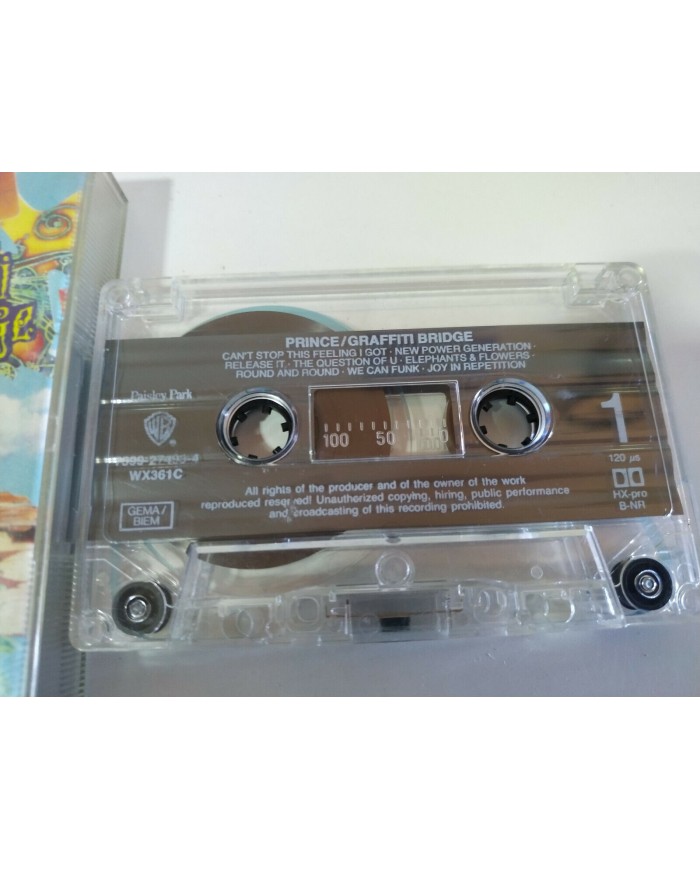 PRINCE/GRAFFITI BRIDGE
CAN'T STOP THIS FEELING I GOT · NEW POWER GENERATION ·
RELEASE IT · THE QUESTION OF U · ELEPHANTS & FLOWERS ·
ROUND AND ROUND · WE CAN FUNK · JOY IN REPETITION
Paisley Park
WB
WX361C
GEMA/
BIEM
100 50
1
120 µs
HX-pro
B-NR
All rights of the producer and of the owner of the work
reproduced reserved! Unauthorized copying, hiring, public performance
and broadcasting of this recording prohibited.